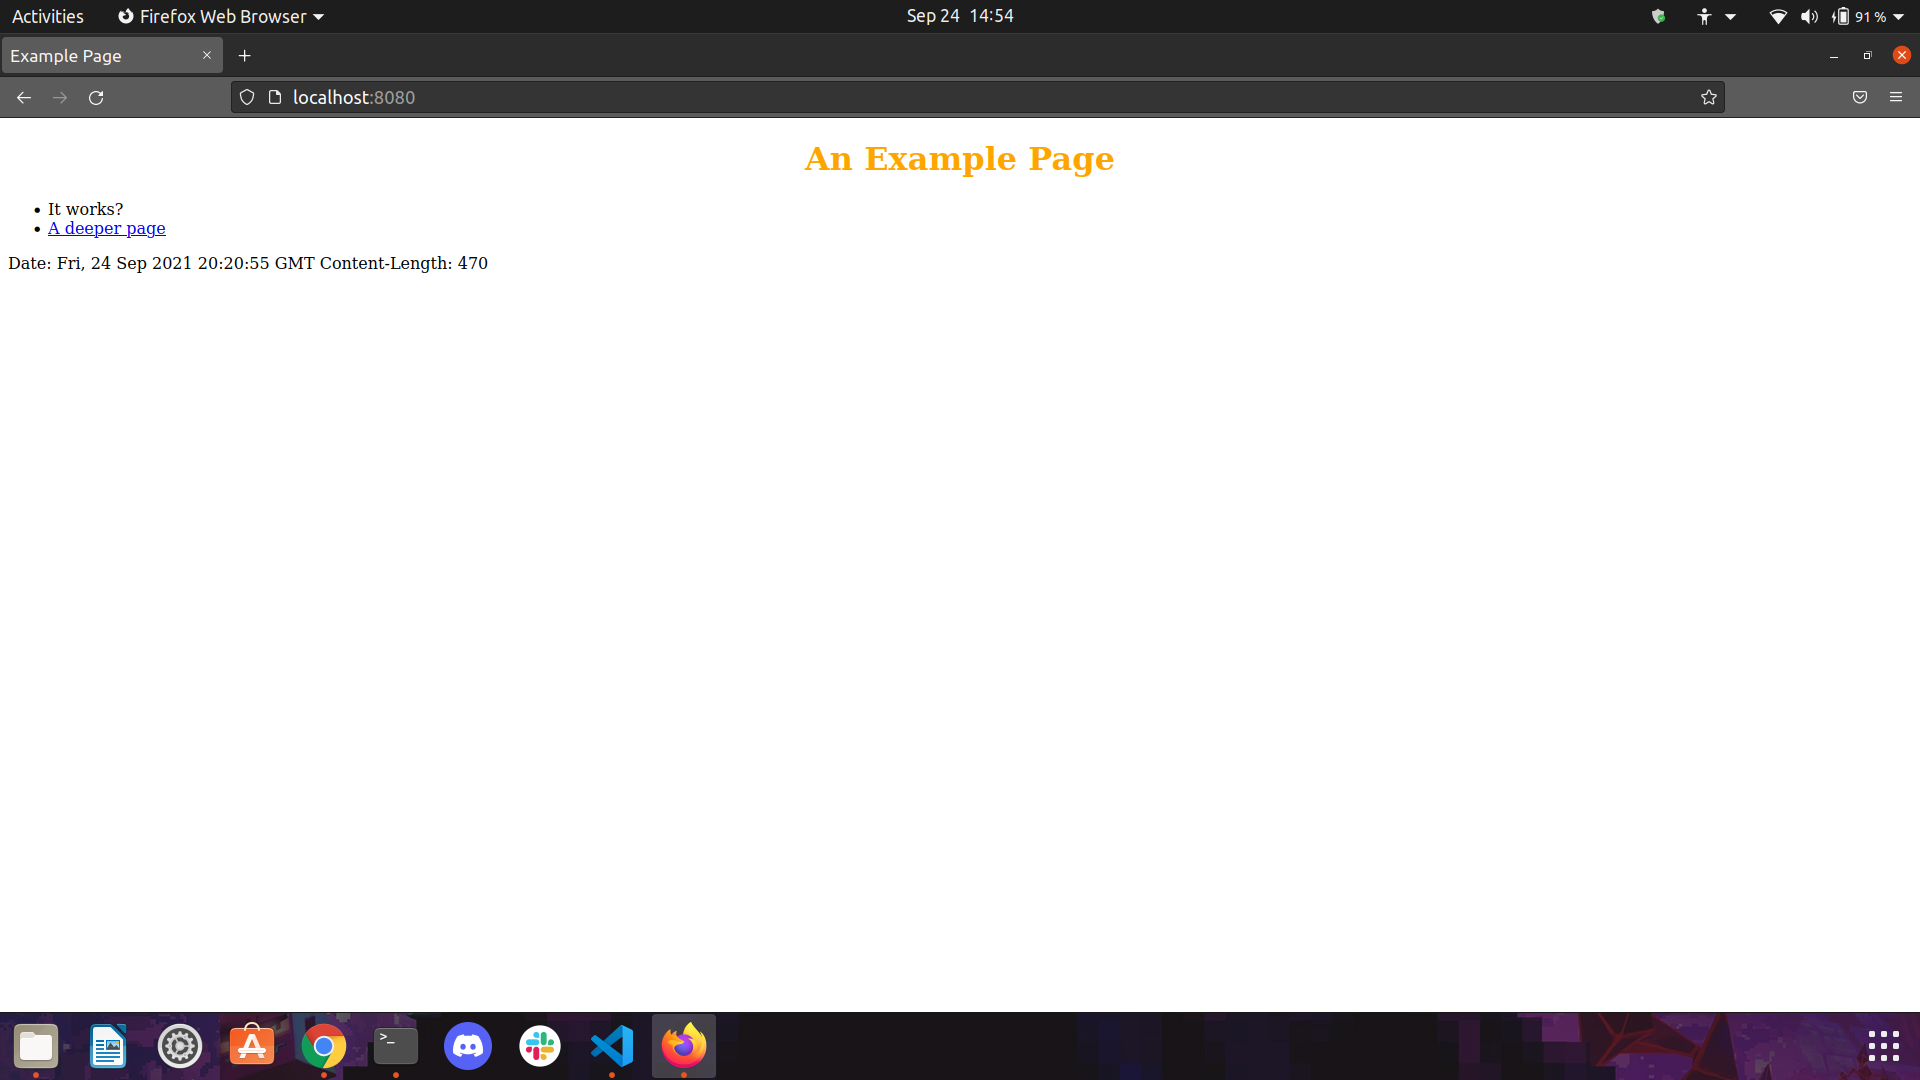 Activities Firefox Web Browser Sep 24 14:54 91 %
Example Page
localhost:8080
An Example Page
It works?
A deeper page
Date: Fri, 24 Sep 2021 20:20:55 GMT Content-Length: 470
>_